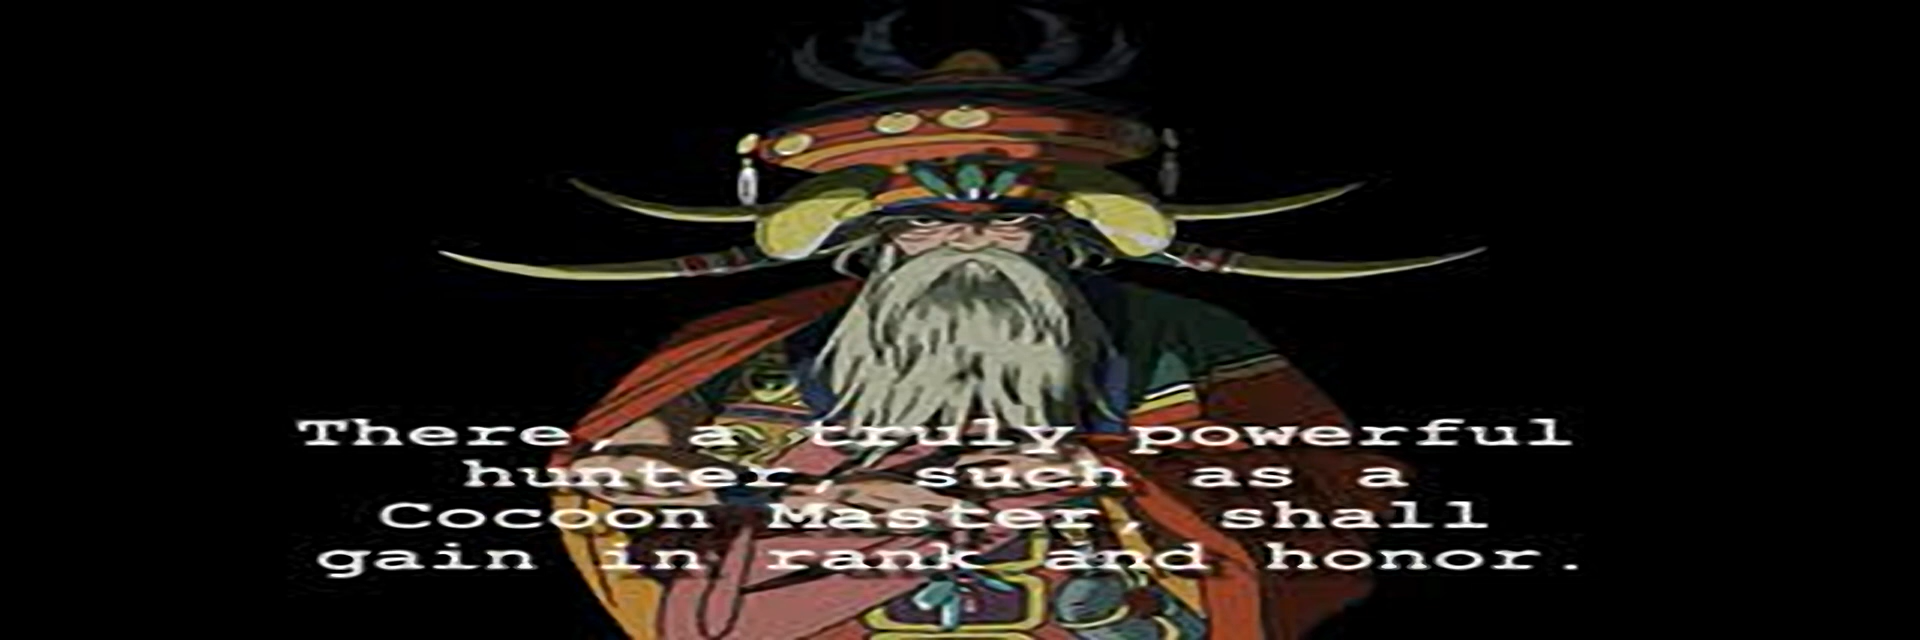 There, a truly powerful
hunter, such as a
Cocoon Master, shall
gain in rank and honor.